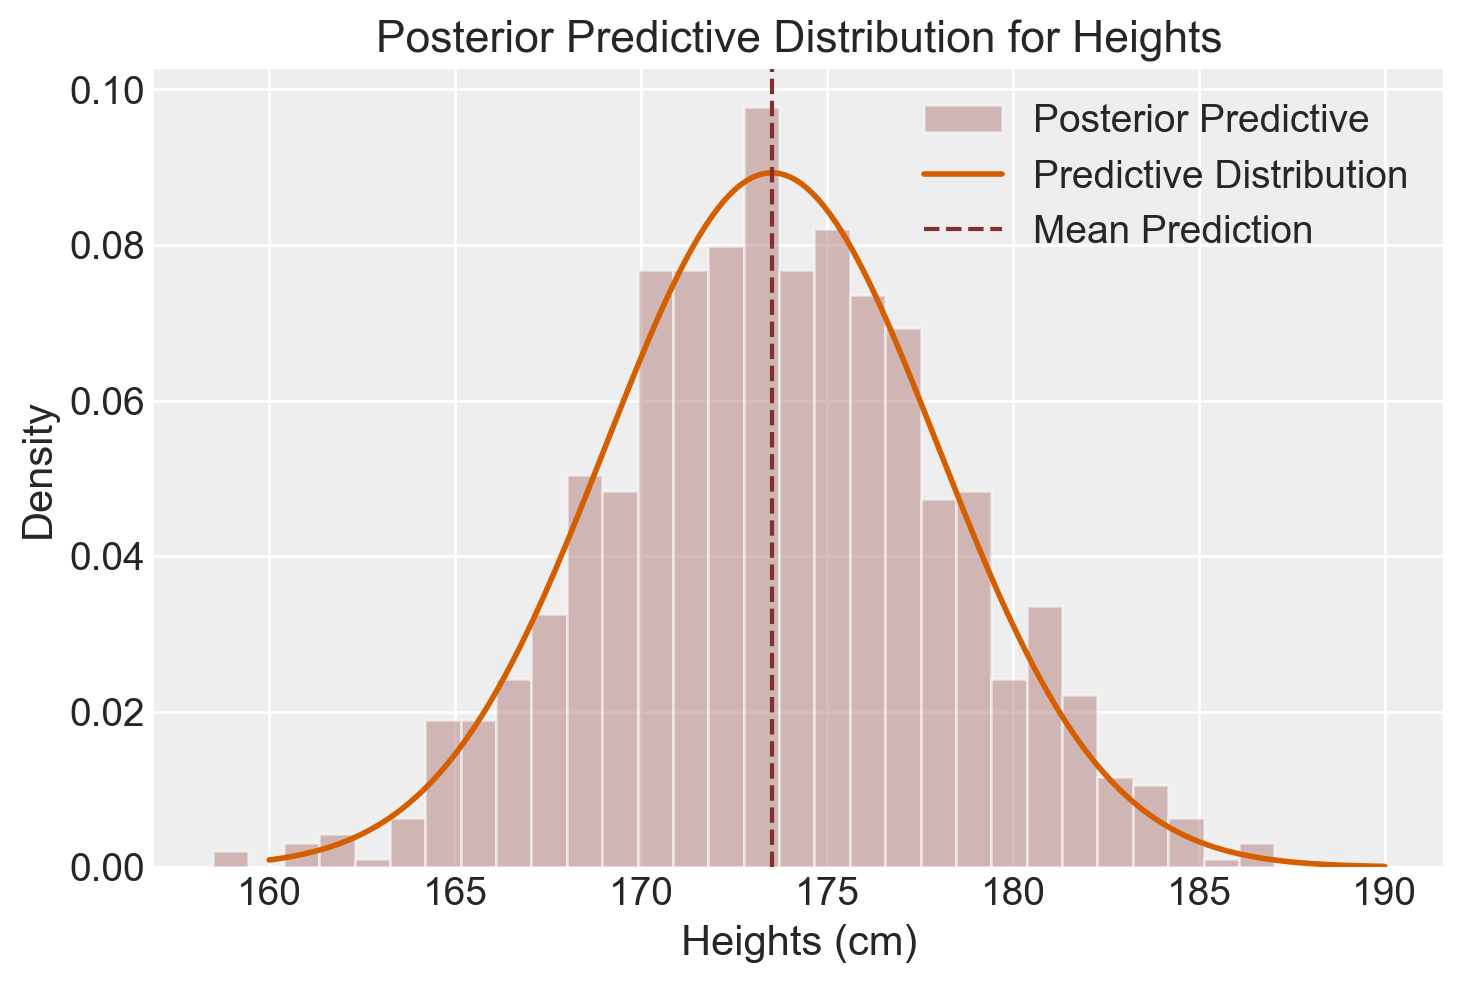 Posterior Predictive Distribution for Heights
Posterior Predictive
Predictive Distribution
Mean Prediction
Density
0.10
0.08
0.06
0.04
0.02
0.00
160 165 170 175 180 185 190
Heights (cm)